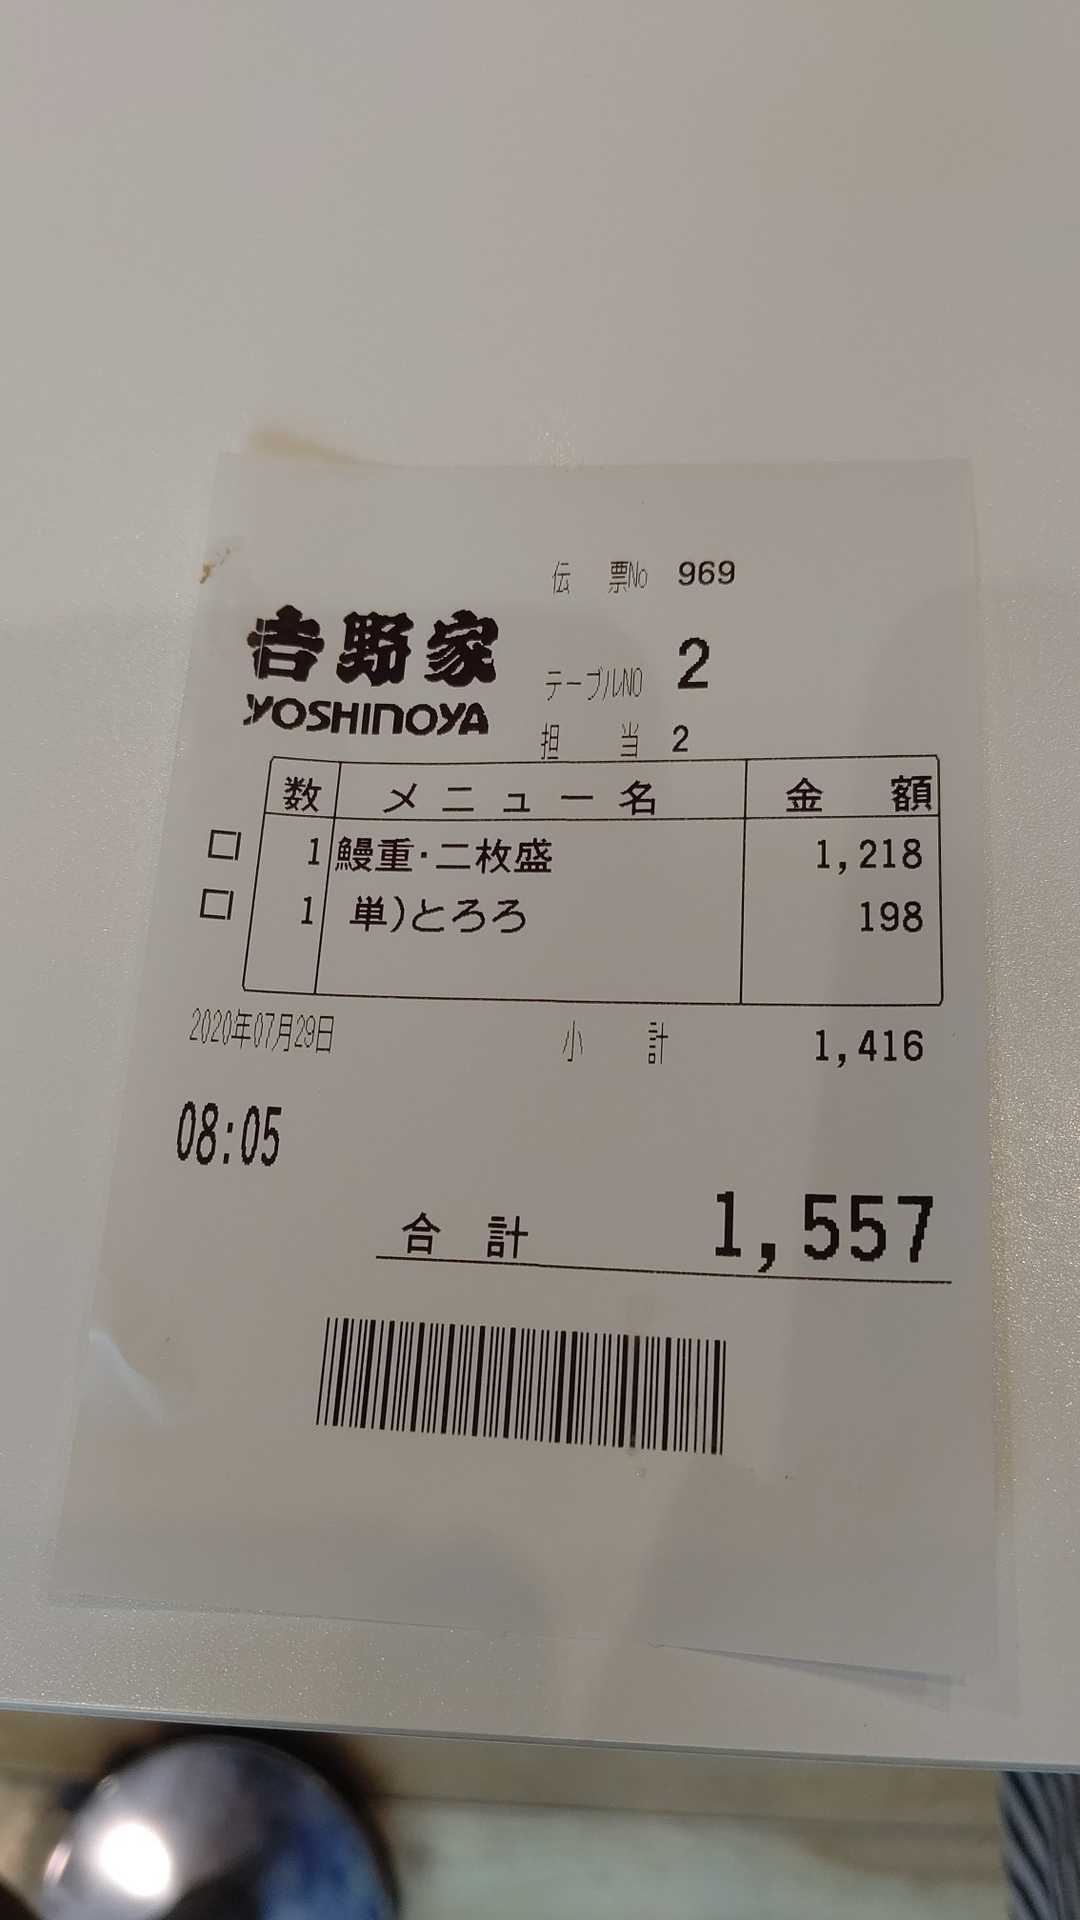 伝 票No 969
吉野家
YOSHINOYA
テーブルNO 2
担 当 2
数 メニュー名 金 額
1 鰻重・二枚盛 1,218
1 単)とろろ 198
2020年07月29日 小 計 1,416
08:05
合 計 1,557